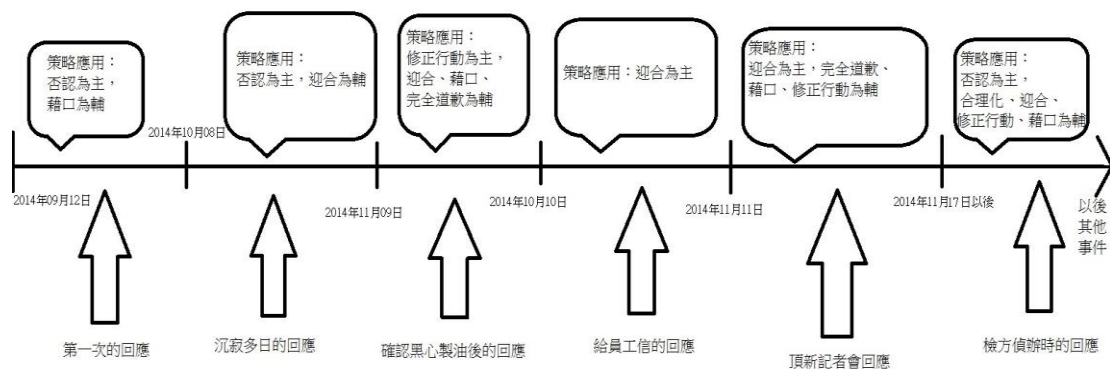 策略應用：
否認為主，
藉口為輔
策略應用：
否認為主，迎合為輔
策略應用：
修正行動為主，
迎合、藉口、
完全道歉為輔
策略應用：迎合為主
策略應用：
迎合為主，完全道歉、
藉口、修正行動為輔
策略應用：
否認為主，
合理化、迎合、
修正行動、藉口為輔
2014年09月12日
2014年10月08日
2014年11月09日
2014年10月10日
2014年11月11日
2014年11月17日以後
以後
其他
事件
第一次的回應
沉寂多日的回應
確認黑心製油後的回應
給員工信的回應
頂新記者會回應
檢方偵辦時的回應